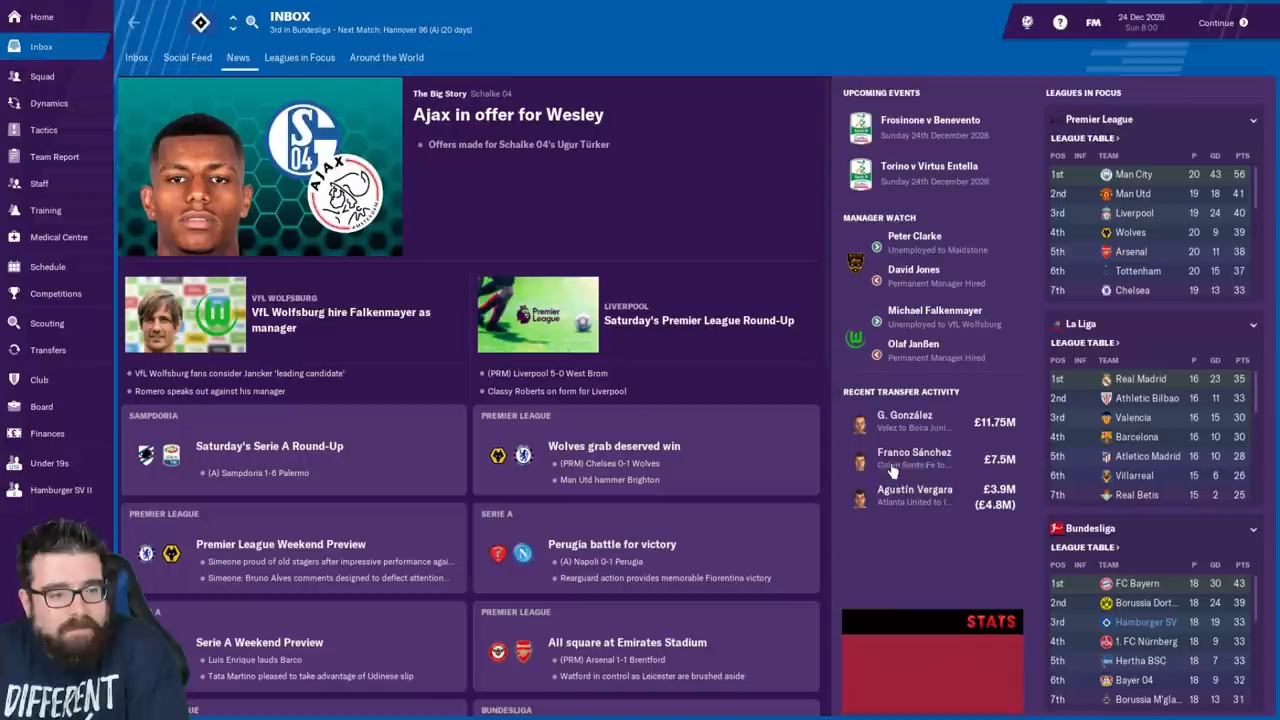 Home
Inbox
Squad
Dynamics
Tactics
Team Report
Staff
Training
Medical Centre
Schedule
Competitions
Scouting
Transfers
Club
Board
Finances
Under 19s
Hamburger SV II
INBOX
3rd in Bundesliga - Next Match: Hannover 96 (A) (20 days)
FM
24 Dec 2028
Sun 8:00
Continue
Inbox
Social Feed
News
Leagues in Focus
Around the World
S 04
AJAX
The Big Story Schalke 04
Ajax in offer for Wesley
Offers made for Schalke 04's Ugur Türker
VFL WOLFSBURG
VfL Wolfsburg hire Falkenmayer as
manager
VfL Wolfsburg fans consider Jancker 'leading candidate'
Romero speaks out against his manager
Premier League
LIVERPOOL
Saturday's Premier League Round-Up
(PRM) Liverpool 5-0 West Brom
Classy Roberts on form for Liverpool
SAMPDORIA
Saturday's Serie A Round-Up
(A) Sampdoria 1-6 Palermo
PREMIER LEAGUE
Wolves grab deserved win
(PRM) Chelsea 0-1 Wolves
Man Utd hammer Brighton
PREMIER LEAGUE
Premier League Weekend Preview
Simeone proud of old stagers after impressive performance agai...
Simeone: Bruno Alves comments designed to deflect attention...
SERIE A
Perugia battle for victory
(A) Napoli 0-1 Perugia
Rearguard action provides memorable Fiorentina victory
A
Serie A Weekend Preview
Luis Enrique lauds Barco
Tata Martino pleased to take advantage of Udinese slip
PREMIER LEAGUE
All square at Emirates Stadium
(PRM) Arsenal 1-1 Brentford
Watford in control as Leicester are brushed aside
BUNDESLIGA
UPCOMING EVENTS
Frosinone v Benevento
Sunday 24th December 2028
Torino v Virtus Entella
Sunday 24th December 2028
MANAGER WATCH
Peter Clarke
Unemployed to Maidstone
David Jones
Permanent Manager Hired
Michael Falkenmayer
Unemployed to VfL Wolfsburg
Olaf Janßen
Permanent Manager Hired
RECENT TRANSFER ACTIVITY
G. González
Velez to Boca Juni...
£11.75M
Franco Sánchez
£7.5M
Agustín Vergara
Atlanta United to I...
£3.9M
(£4.8M)
STATS
LEAGUES IN FOCUS
Premier League
LEAGUE TABLE >
POS INF TEAM P GD PTS
1st Man City 20 43 56
2nd Man Utd 19 18 41
3rd Liverpool 19 24 40
4th Wolves 20 9 39
5th Arsenal 20 11 38
6th Tottenham 20 15 37
7th Chelsea 19 13 33
La Liga
LEAGUE TABLE >
POS INF TEAM P GD PTS
1st Real Madrid 16 23 35
2nd Athletic Bilbao 16 11 33
3rd Valencia 16 15 30
4th Barcelona 16 10 30
5th Atletico Madrid 16 5 28
6th Villarreal 15 6 26
7th Real Betis 15 2 25
Bundesliga
LEAGUE TABLE >
POS INF TEAM P GD PTS
1st FC Bayern 18 30 43
2nd Borussia Dort... 18 24 39
3rd Hamburger SV 18 19 33
4th 1. FC Nürnberg 18 9 33
5th Hertha BSC 18 7 33
6th Bayer 04 18 9 32
7th Borussia M'gla... 18 13 31
DIFFERENT